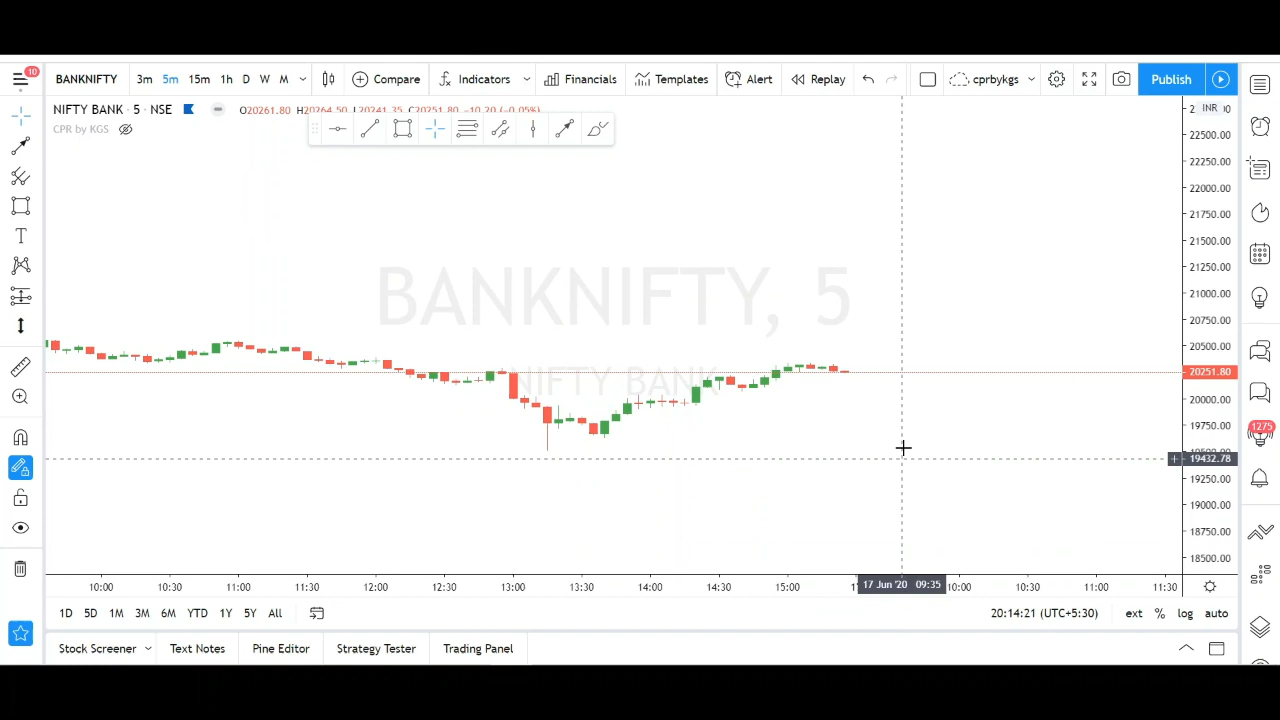 10
BANKNIFTY 3m 5m 15m 1h D W M Compare Indicators Financials Templates Alert Replay cprbykgs Publish
NIFTY BANK · 5 · NSE O20261.80 H20264.50 L20241.35 C20251.80 −10.20 (−0.05%)
CPR by KGS
INR
22500.00
22250.00
22000.00
21750.00
21500.00
21250.00
21000.00
20750.00
20500.00
20251.80
20000.00
19750.00
19432.78
19250.00
19000.00
18750.00
18500.00
BANKNIFTY, 5
NIFTY BANK
1275
T
10:00 10:30 11:00 11:30 12:00 12:30 13:00 13:30 14:00 14:30 15:00 17 Jun '20 09:35 10:00 10:30 11:00 11:30
1D 5D 1M 3M 6M YTD 1Y 5Y All 20:14:21 (UTC+5:30) ext % log auto
Stock Screener Text Notes Pine Editor Strategy Tester Trading Panel